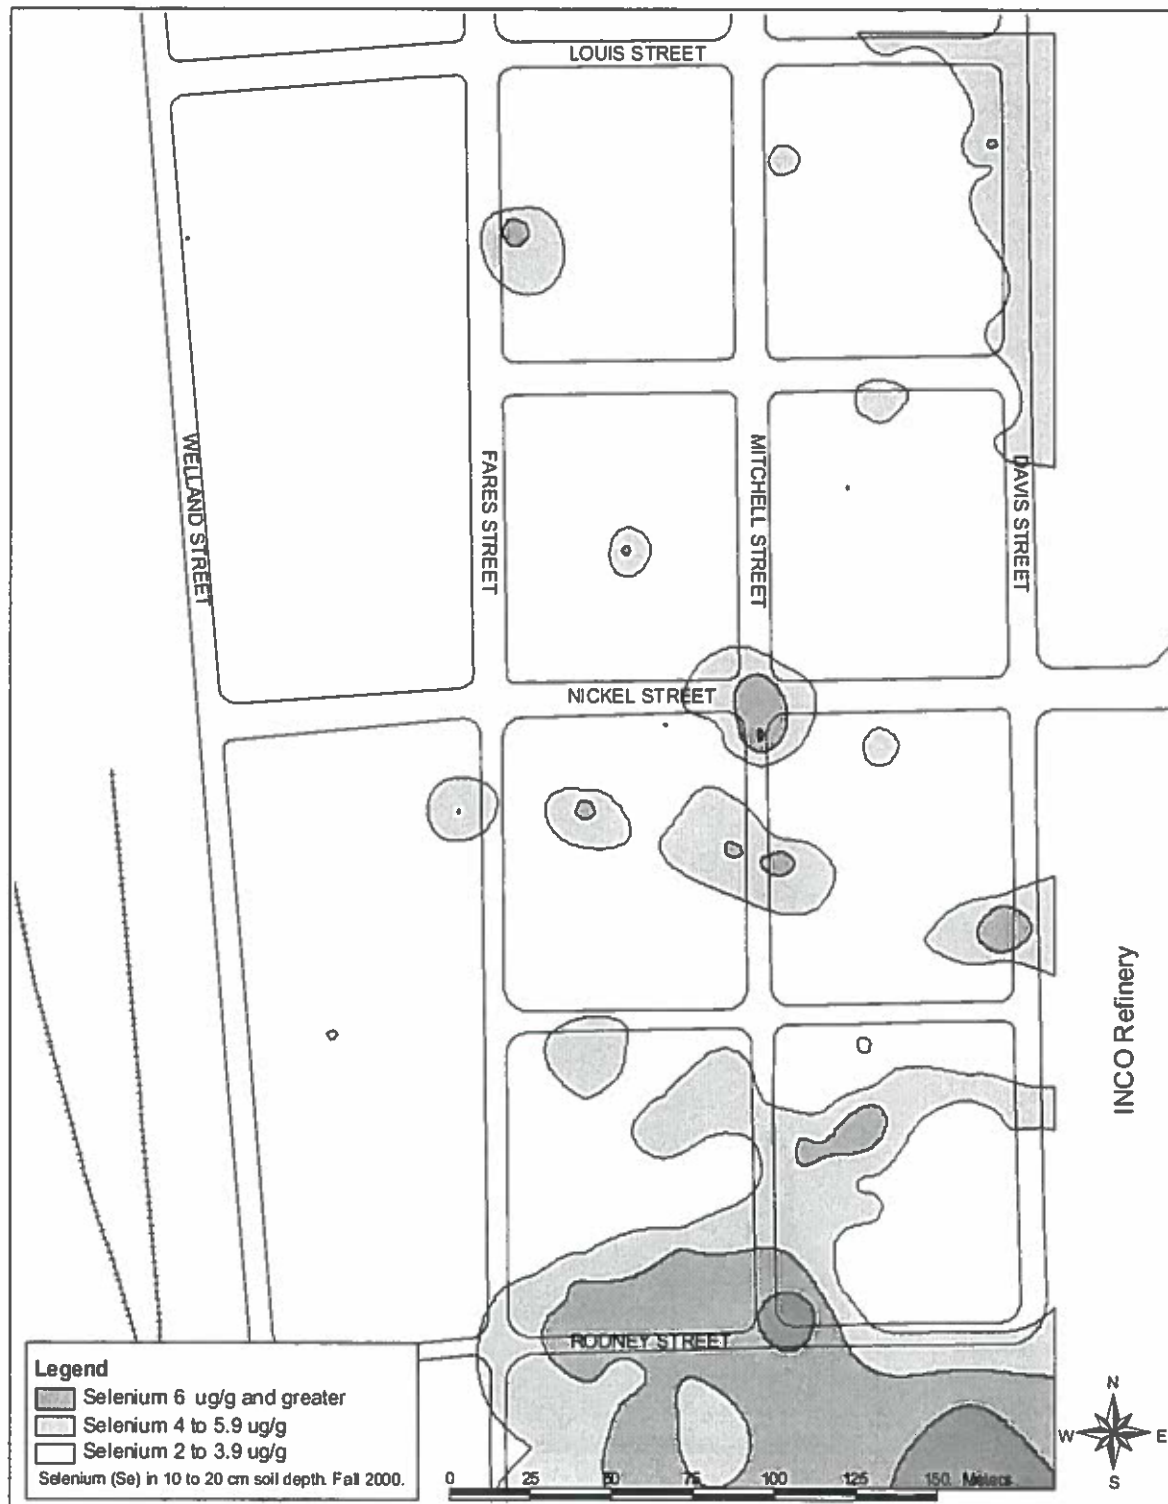 LOUIS STREET
WELLAND STREET
FARES STREET
MITCHELL STREET
DAVIS STREET
NICKEL STREET
INCO Refinery
RODNEY STREET
Legend
Selenium 6 ug/g and greater
Selenium 4 to 5.9 ug/g
Selenium 2 to 3.9 ug/g
Selenium (Se) in 10 to 20 cm soil depth. Fall 2000.
0 25 50 75 100 125 150 Meters
N
W E
S